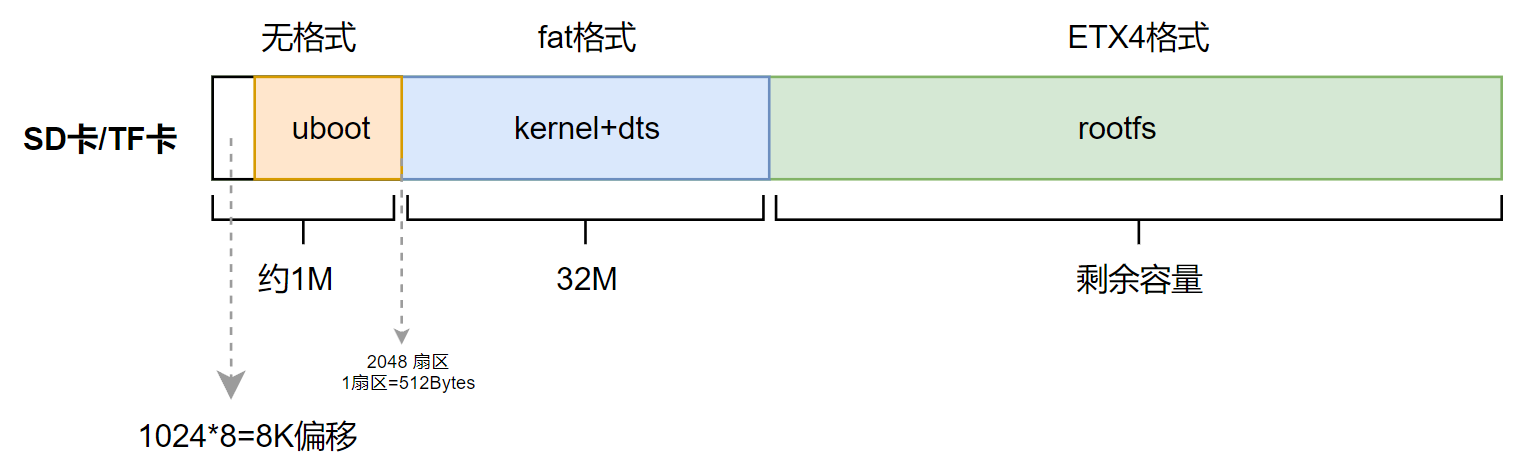 无格式
fat格式
ETX4格式
SD卡/TF卡
uboot
kernel+dts
rootfs
约1M
32M
剩余容量
2048 扇区
1扇区=512Bytes
1024*8=8K偏移